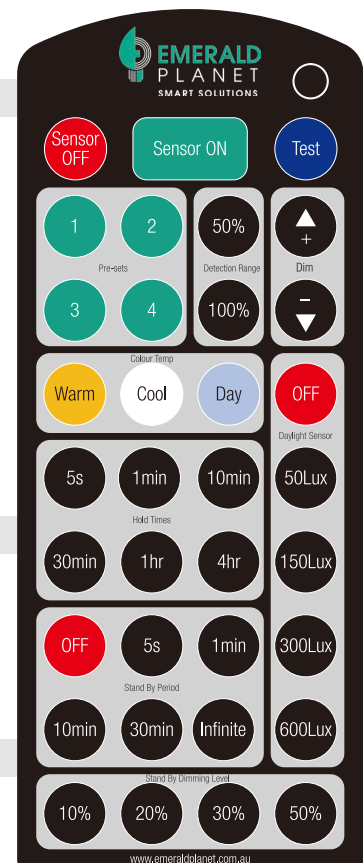 EMERALD
PLANET
SMART SOLUTIONS
Sensor OFF
Sensor ON
Test
1
2
50%
+
Pre-sets
Detection Range
Dim
3
4
100%
−
Colour Temp
Warm
Cool
Day
OFF
Daylight Sensor
5s
1min
10min
50Lux
Hold Times
30min
1hr
4hr
150Lux
OFF
5s
1min
300Lux
Stand By Period
10min
30min
Infinite
600Lux
Stand By Dimming Level
10%
20%
30%
50%
www.emeraldplanet.com.au